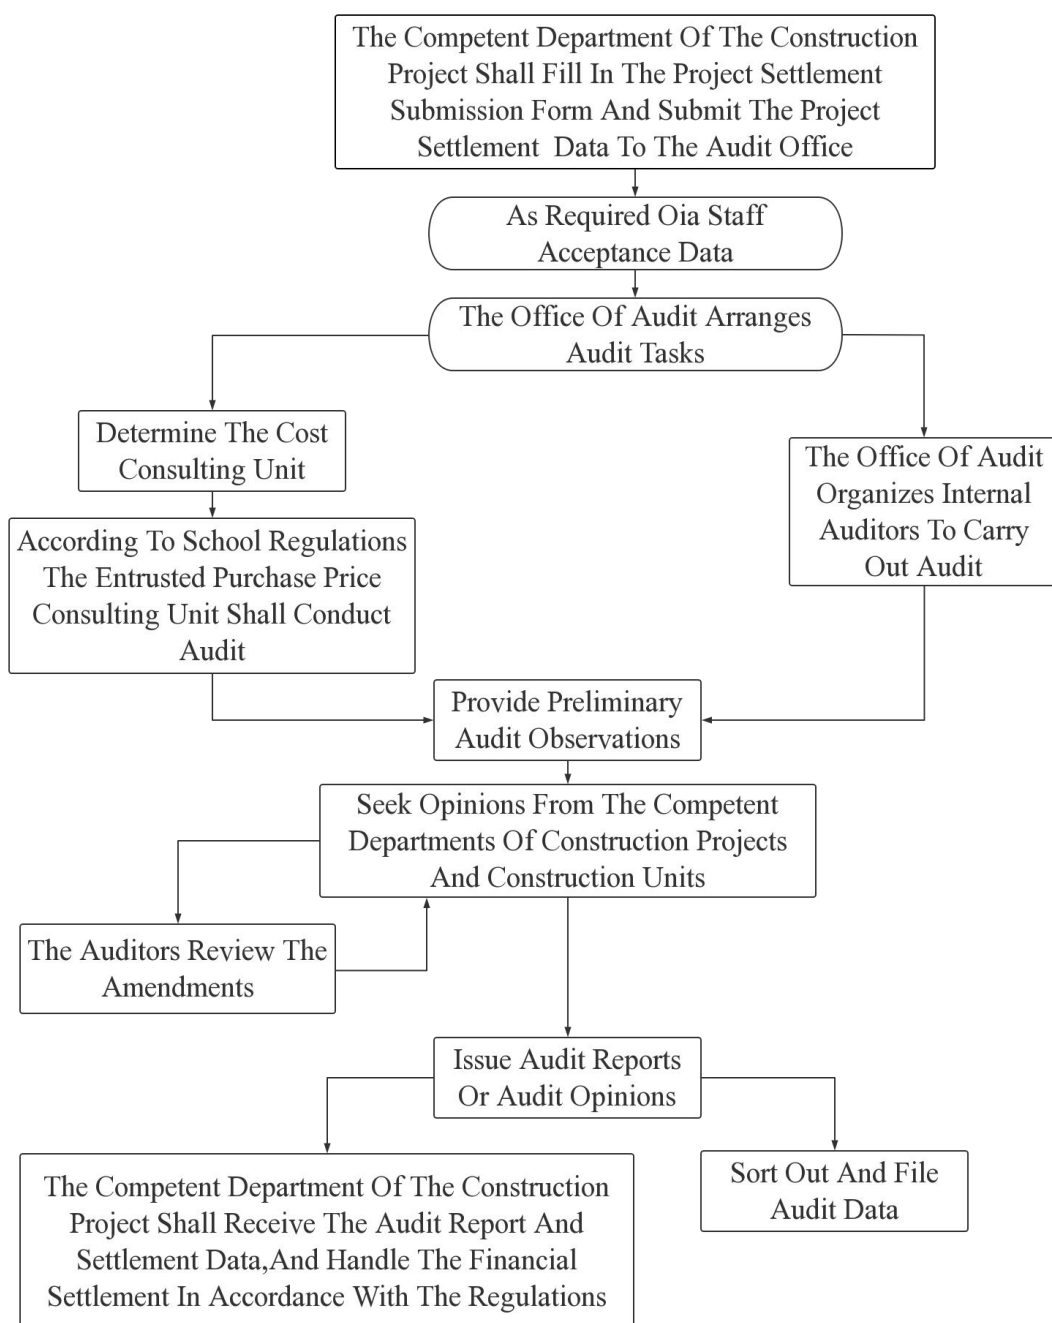 The Competent Department Of The Construction
Project Shall Fill In The Project Settlement
Submission Form And Submit The Project
Settlement Data To The Audit Office
As Required Oia Staff
Acceptance Data
The Office Of Audit Arranges
Audit Tasks
Determine The Cost
Consulting Unit
The Office Of Audit
Organizes Internal
Auditors To Carry
Out Audit
According To School Regulations
The Entrusted Purchase Price
Consulting Unit Shall Conduct
Audit
Provide Preliminary
Audit Observations
Seek Opinions From The Competent
Departments Of Construction Projects
And Construction Units
The Auditors Review The
Amendments
Issue Audit Reports
Or Audit Opinions
The Competent Department Of The Construction
Project Shall Receive The Audit Report And
Settlement Data,And Handle The Financial
Settlement In Accordance With The Regulations
Sort Out And File
Audit Data